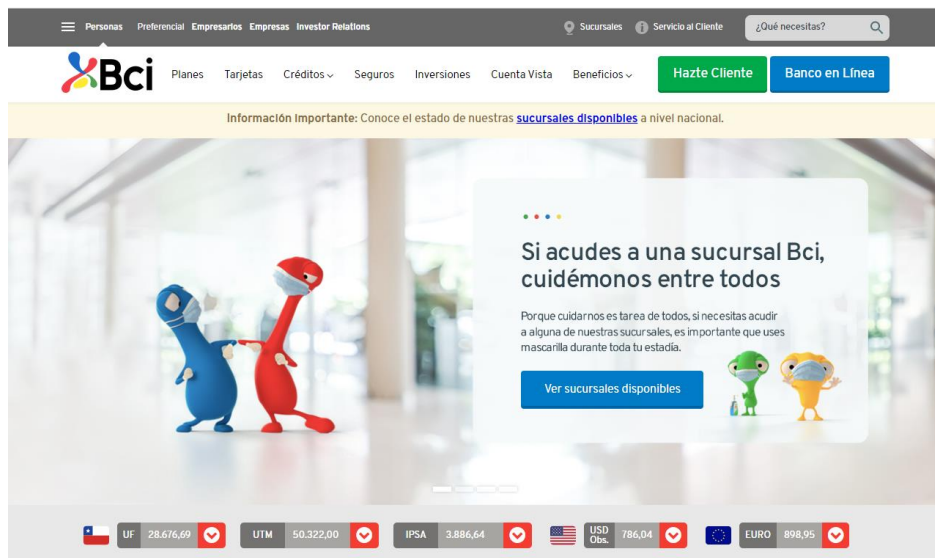 Personas Preferencial Empresarios Empresas Investor Relations Sucursales Servicio al Cliente ¿Qué necesitas?
Bci Planes Tarjetas Créditos Seguros Inversiones Cuenta Vista Beneficios Hazte Cliente Banco en Línea
Información Importante: Conoce el estado de nuestras sucursales disponibles a nivel nacional.
Si acudes a una sucursal Bci,
cuidémonos entre todos
Porque cuidarnos es tarea de todos, si necesitas acudir
a alguna de nuestras sucursales, es importante que uses
mascarilla durante toda tu estadía.
Ver sucursales disponibles
UF 28.676,69 UTM 50.322,00 IPSA 3.886,64 USD Obs. 786,04 EURO 898,95